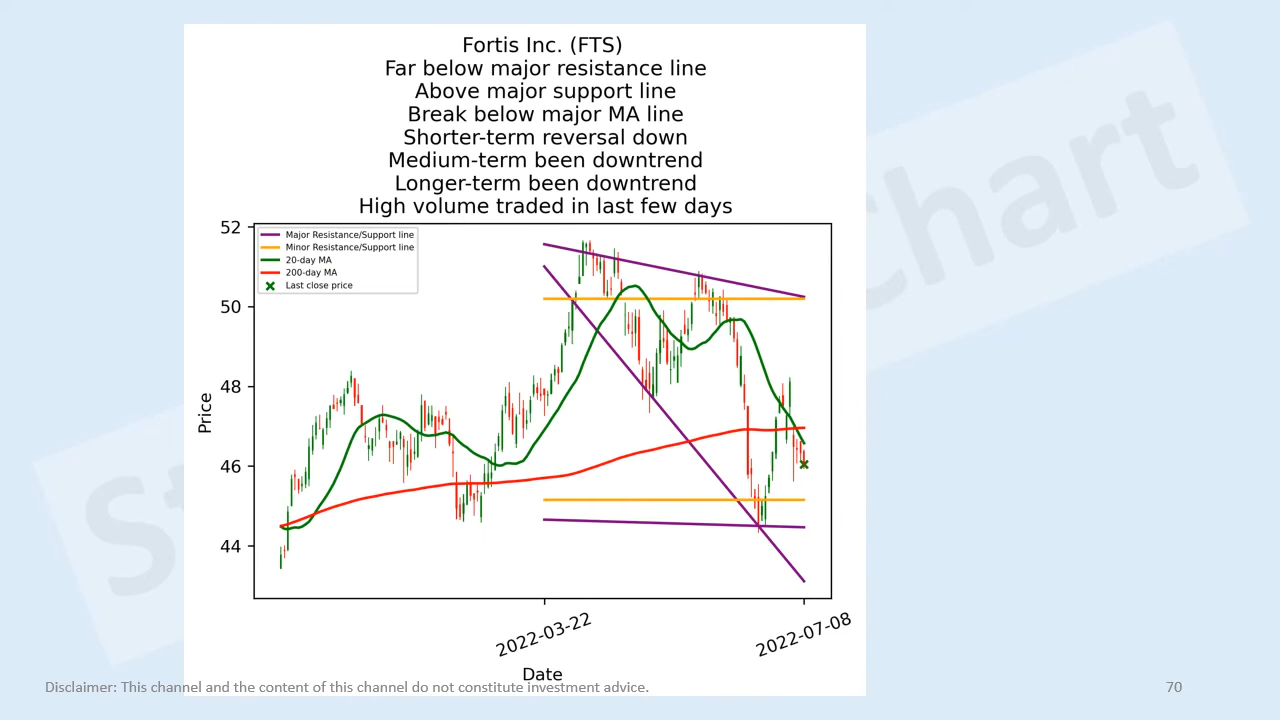 Fortis Inc. (FTS)
Far below major resistance line
Above major support line
Break below major MA line
Shorter-term reversal down
Medium-term been downtrend
Longer-term been downtrend
High volume traded in last few days
52
50
48
46
44
Price
Major Resistance/Support line
Minor Resistance/Support line
20-day MA
200-day MA
Last close price
2022-03-22
2022-07-08
Date
Disclaimer: This channel and the content of this channel do not constitute investment advice.
70